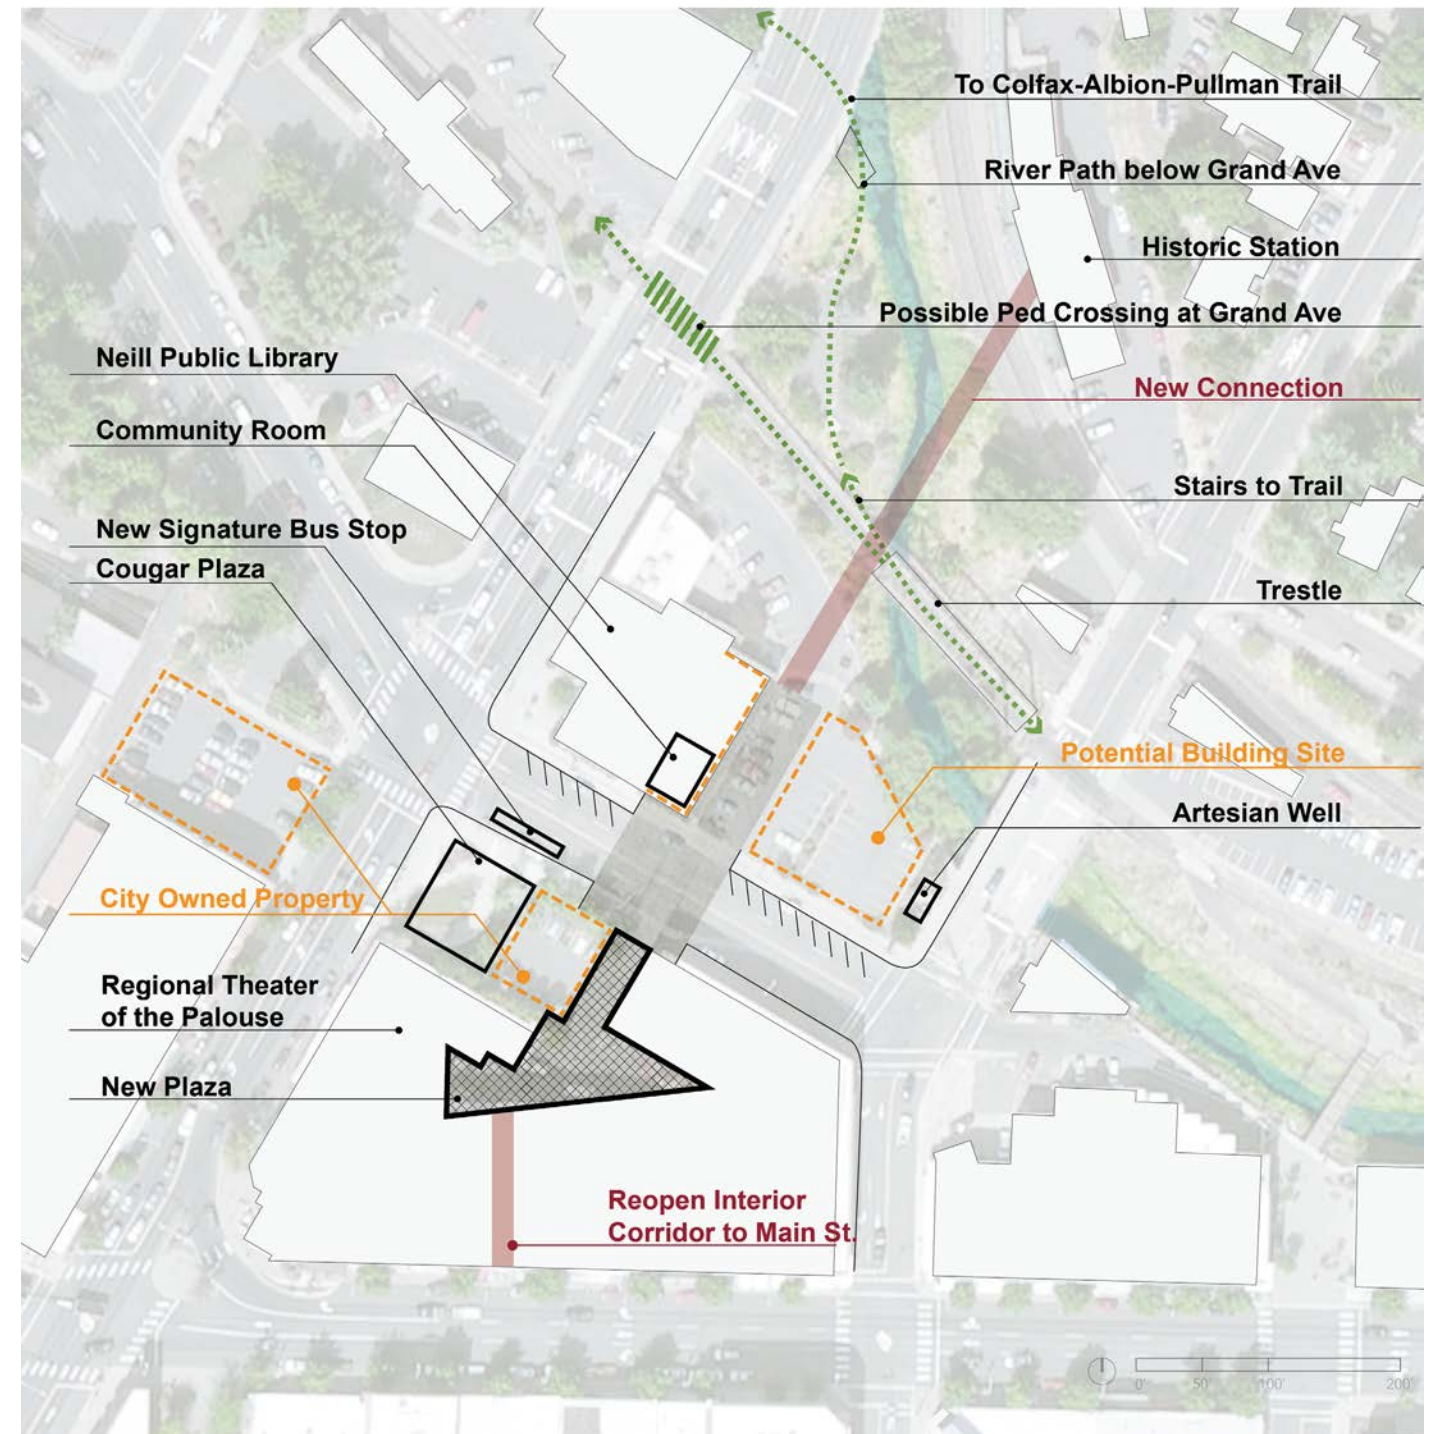 To Colfax-Albion-Pullman Trail
River Path below Grand Ave
Historic Station
Possible Ped Crossing at Grand Ave
Neill Public Library
New Connection
Community Room
Stairs to Trail
New Signature Bus Stop
Cougar Plaza
Trestle
Potential Building Site
Artesian Well
City Owned Property
Regional Theater
of the Palouse
New Plaza
Reopen Interior
Corridor to Main St.
0' 50' 100' 200'